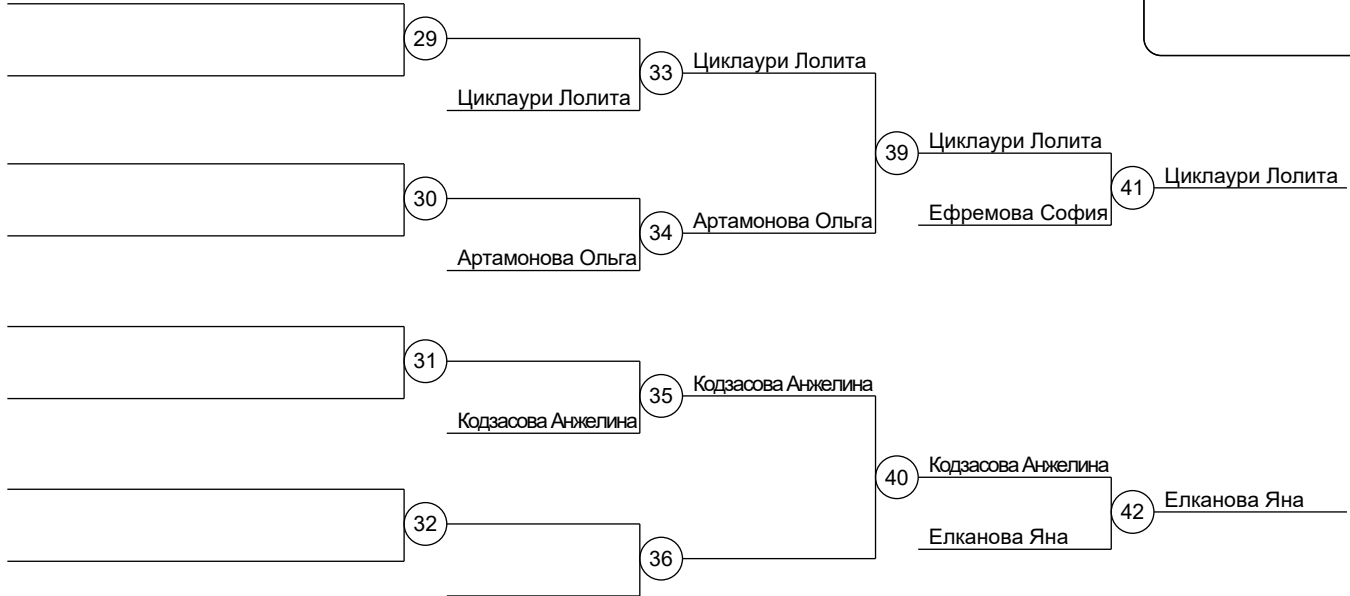 29
Циклаури Лолита
33
Циклаури Лолита
39
Циклаури Лолита
41
Циклаури Лолита
30
Артамонова Ольга
34
Артамонова Ольга
Ефремова София
31
Кодзасова Анжелина
35
Кодзасова Анжелина
40
Кодзасова Анжелина
42
Елканова Яна
32
36
Елканова Яна